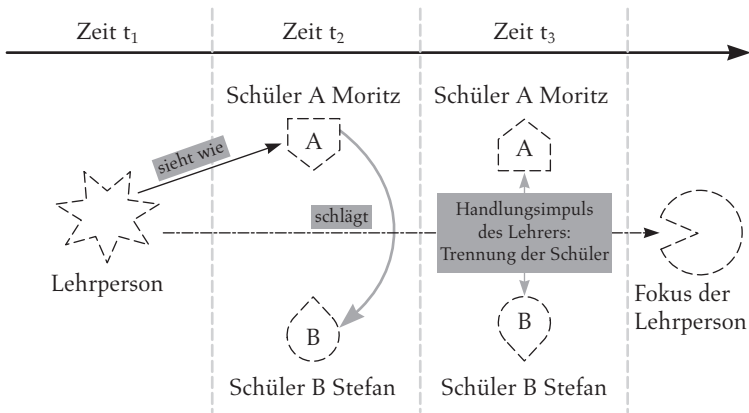 Zeit t₁
Zeit t₂
Zeit t₃
Schüler A Moritz
Schüler A Moritz
A
A
sieht wie
schlägt
Handlungsimpuls
des Lehrers:
Trennung der Schüler
Lehrperson
Fokus der
Lehrperson
B
B
Schüler B Stefan
Schüler B Stefan